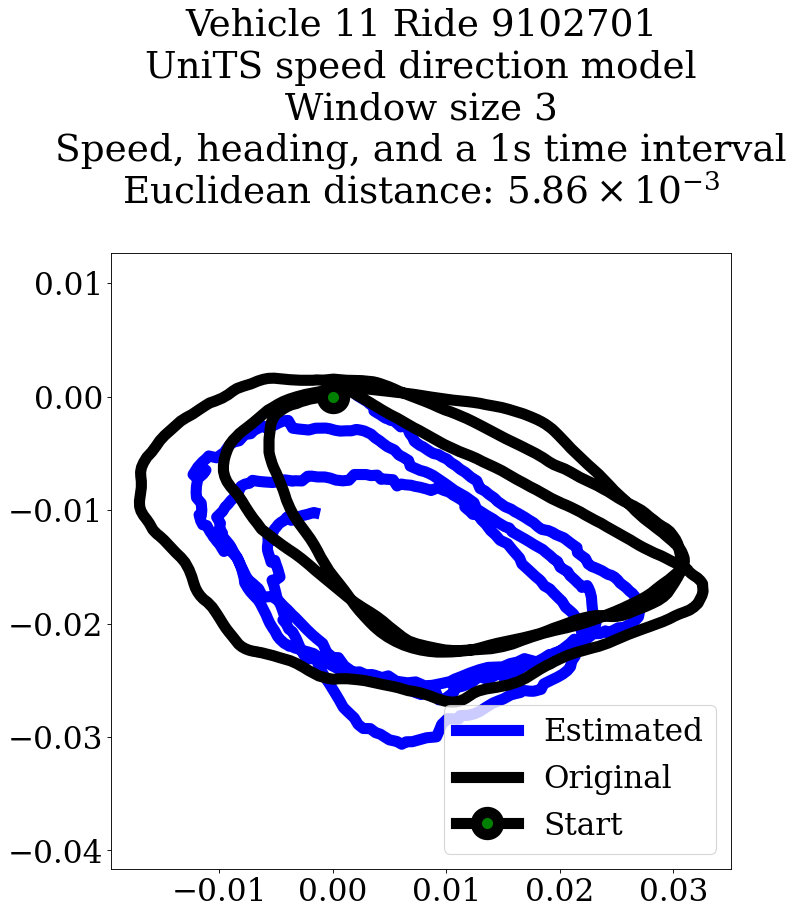 Vehicle 11 Ride 9102701
UniTS speed direction model
Window size 3
Speed, heading, and a 1s time interval
Euclidean distance: 5.86 × 10⁻³
0.01
0.00
−0.01
−0.02
−0.03
−0.04
Estimated
Original
Start
−0.01 0.00 0.01 0.02 0.03